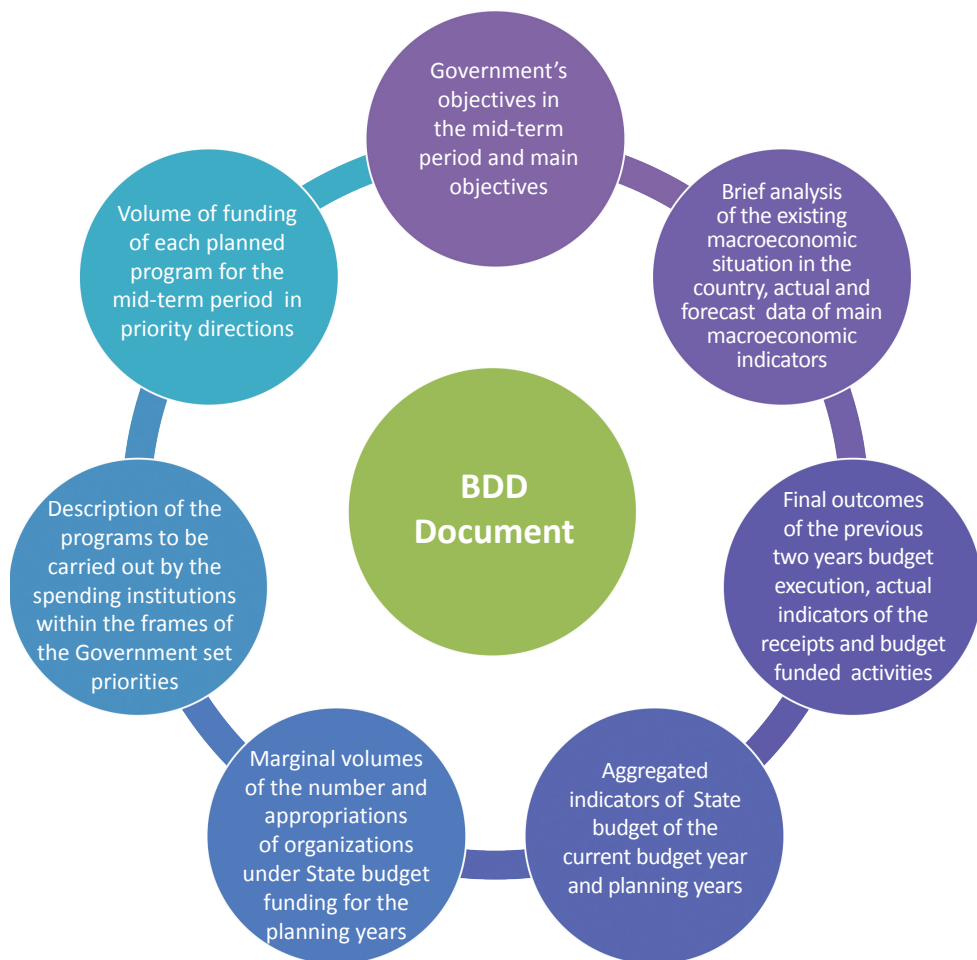 Government's
objectives in
the mid-term
period and main
objectives
Brief analysis
of the existing
macroeconomic
situation in the
country, actual and
forecast data of main
macroeconomic
indicators
Final outcomes
of the previous
two years budget
execution, actual
indicators of the
receipts and budget
funded activities
Aggregated
indicators of State
budget of the
current budget year
and planning years
Marginal volumes
of the number and
appropriations
of organizations
under State budget
funding for the
planning years
Description of the
programs to be
carried out by the
spending institutions
within the frames of
the Government set
priorities
Volume of funding
of each planned
program for the
mid-term period in
priority directions
BDD
Document